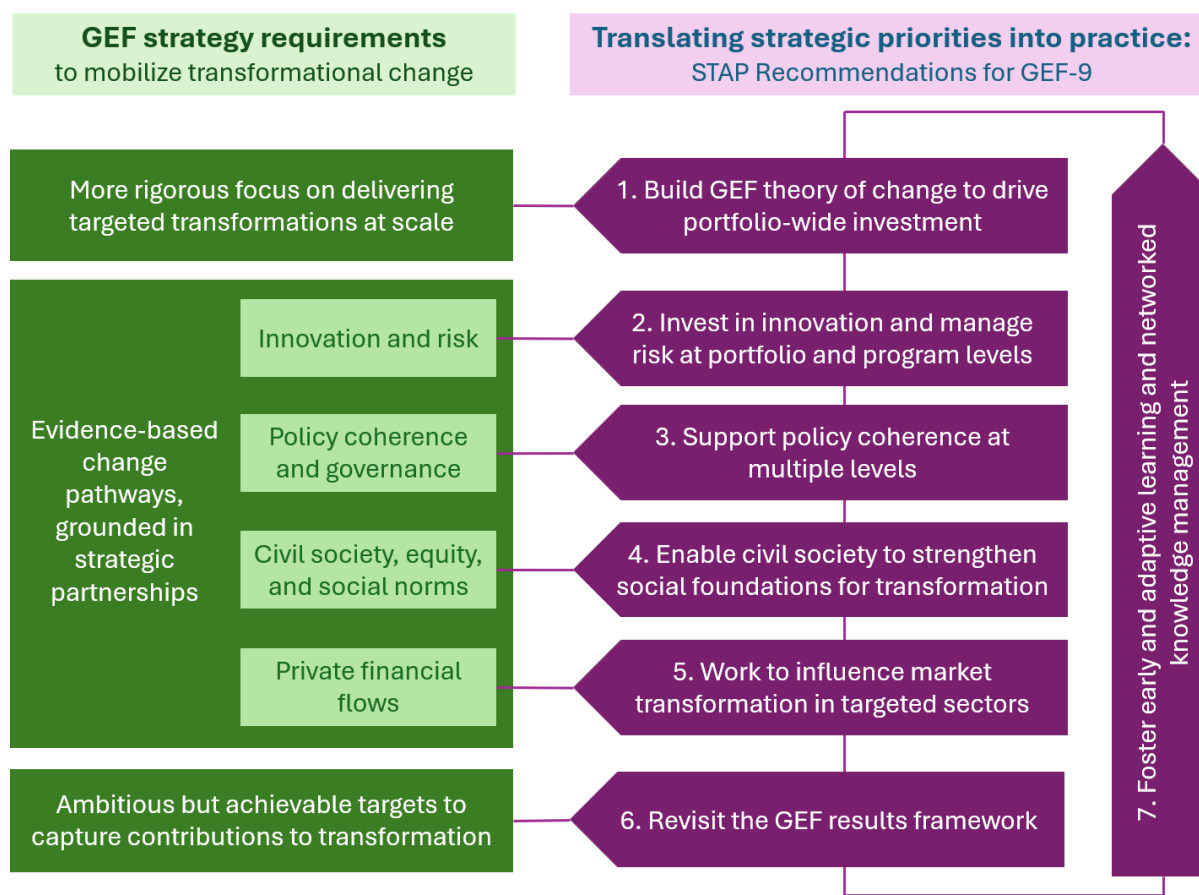 GEF strategy requirements
to mobilize transformational change
Translating strategic priorities into practice:
STAP Recommendations for GEF-9
More rigorous focus on delivering
targeted transformations at scale
1. Build GEF theory of change to drive
portfolio-wide investment
Evidence-based
change
pathways,
grounded in
strategic
partnerships
Innovation and risk
2. Invest in innovation and manage
risk at portfolio and program levels
Policy coherence
and governance
3. Support policy coherence at
multiple levels
Civil society, equity,
and social norms
4. Enable civil society to strengthen
social foundations for transformation
Private financial
flows
5. Work to influence market
transformation in targeted sectors
Ambitious but achievable targets to
capture contributions to transformation
6. Revisit the GEF results framework
7. Foster early and adaptive learning and networked
knowledge management